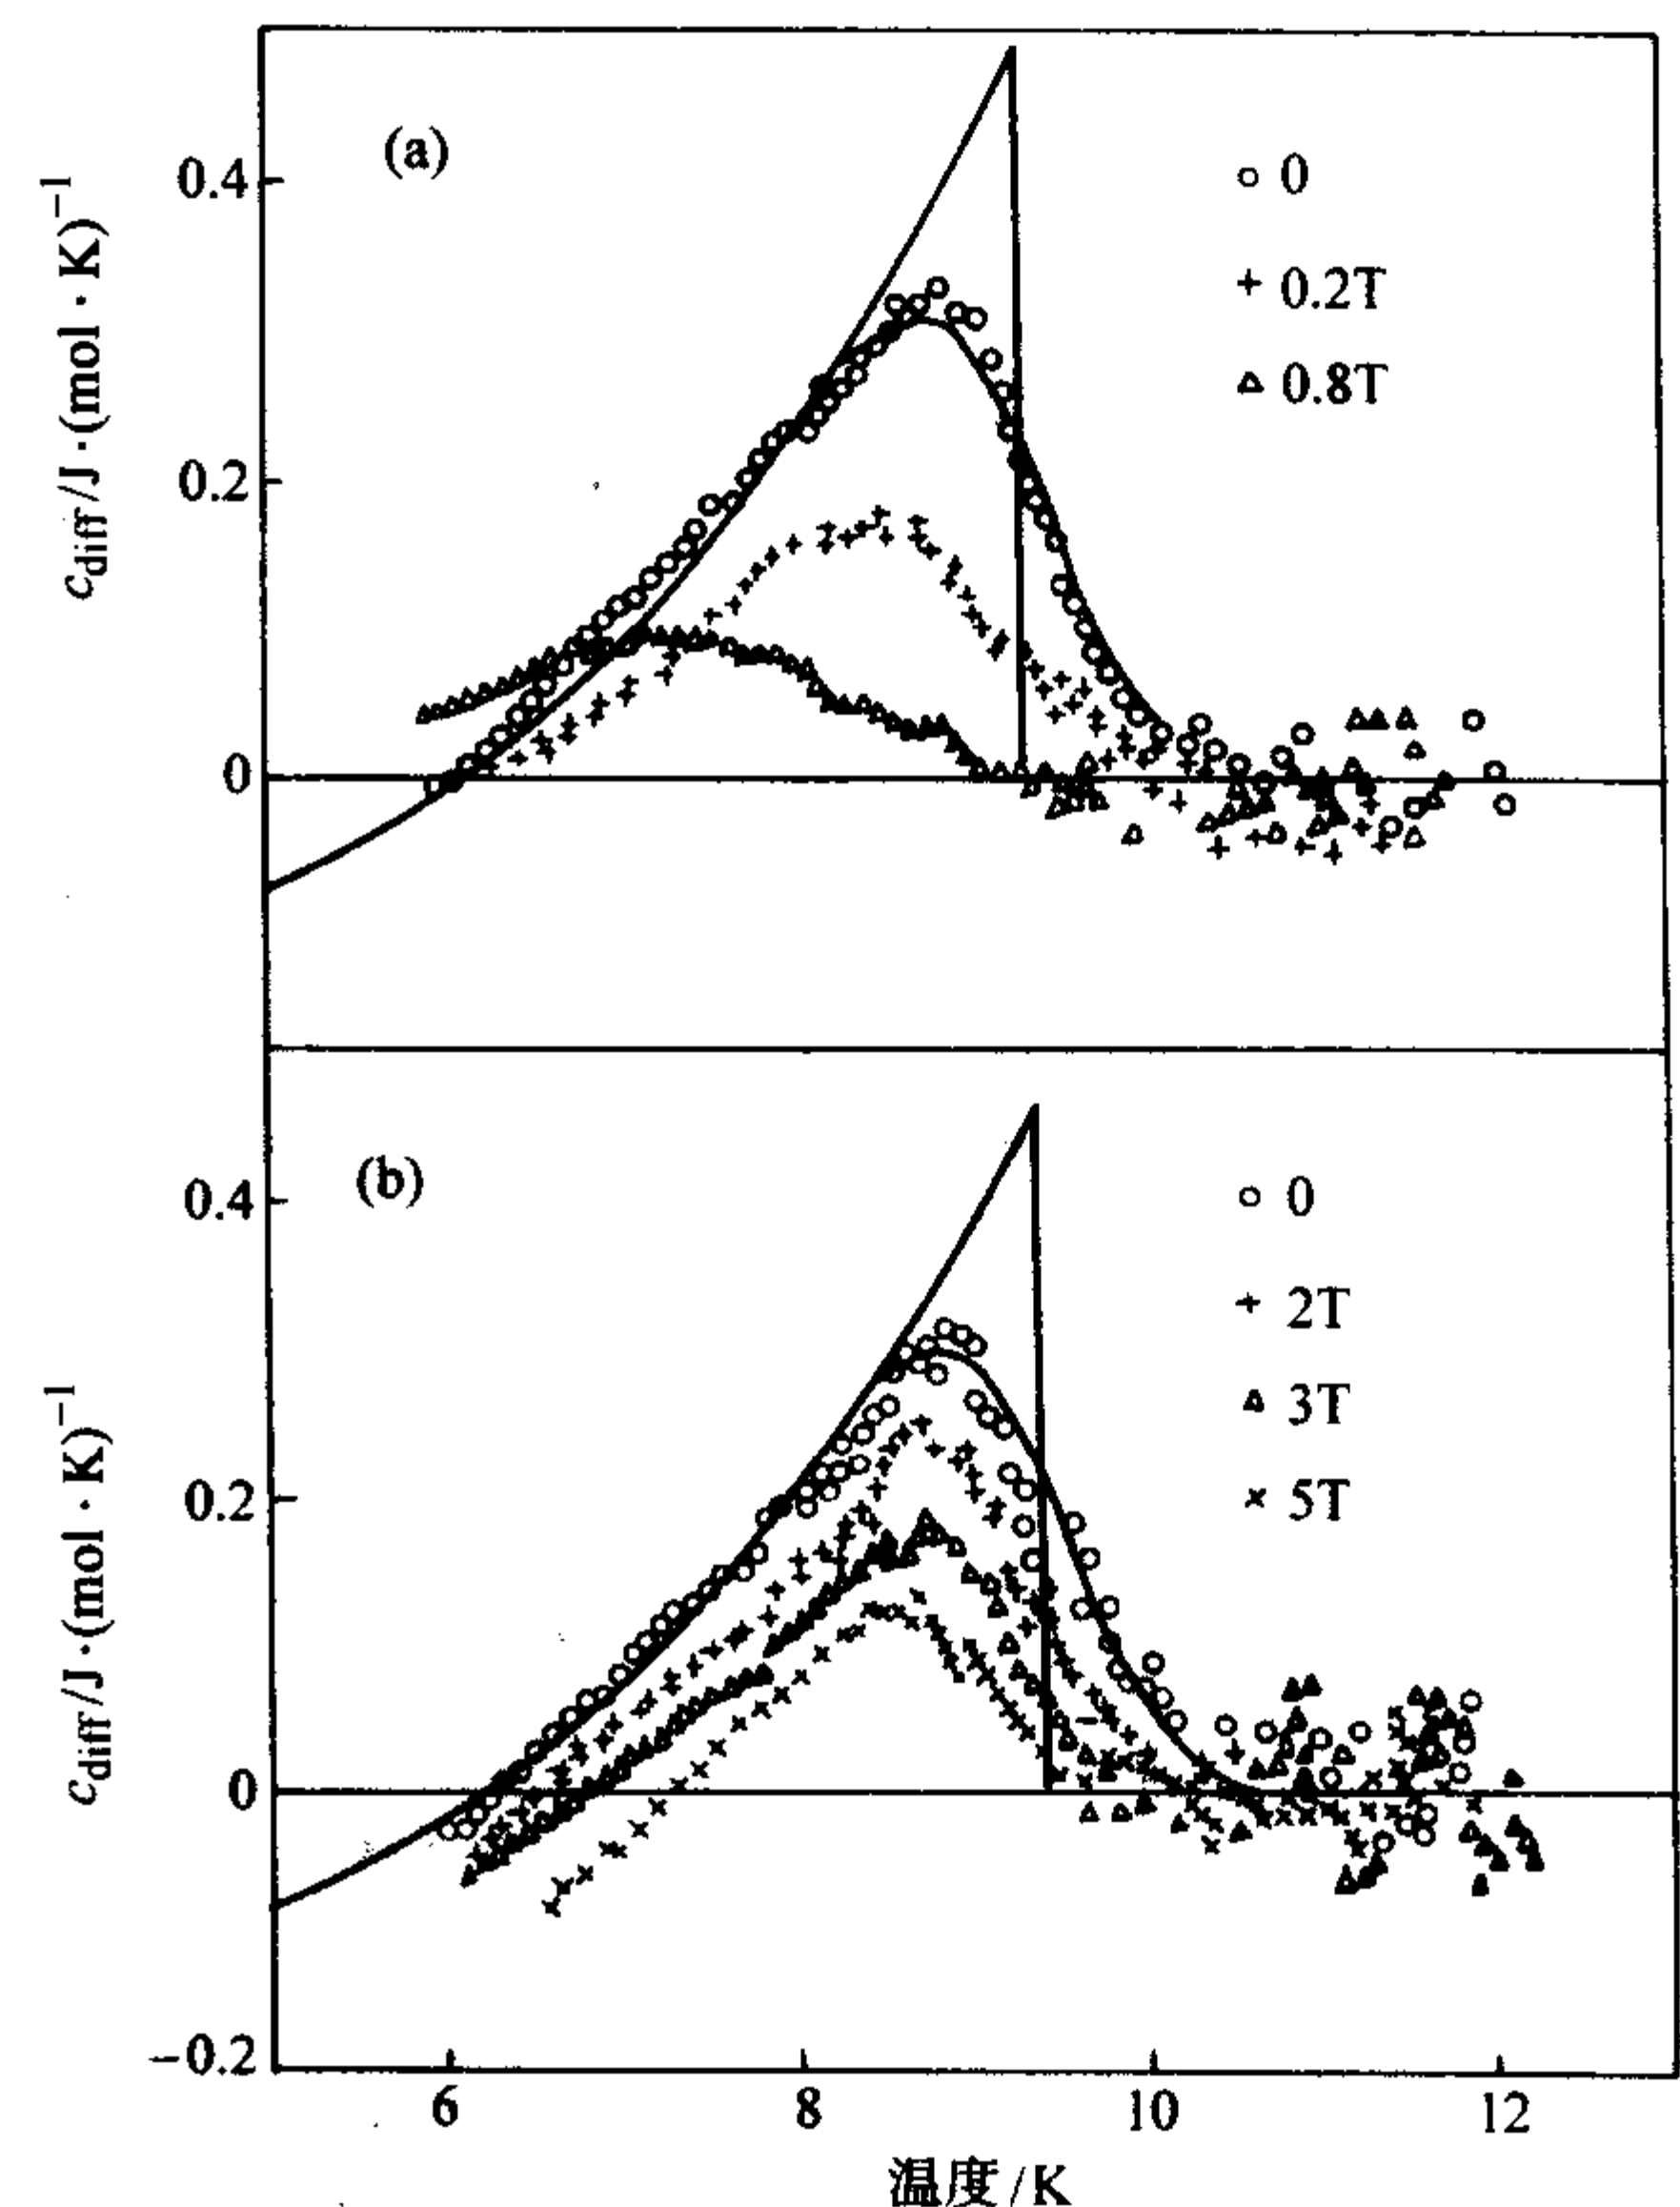 (a)
0.4
0.2
0
c_diff/J·(mol·K)⁻¹
○ 0
+ 0.2T
△ 0.8T
(b)
0.4
0.2
0
−0.2
c_diff/J·(mol·K)⁻¹
○ 0
+ 2T
△ 3T
× 5T
6 8 10 12
温度/K